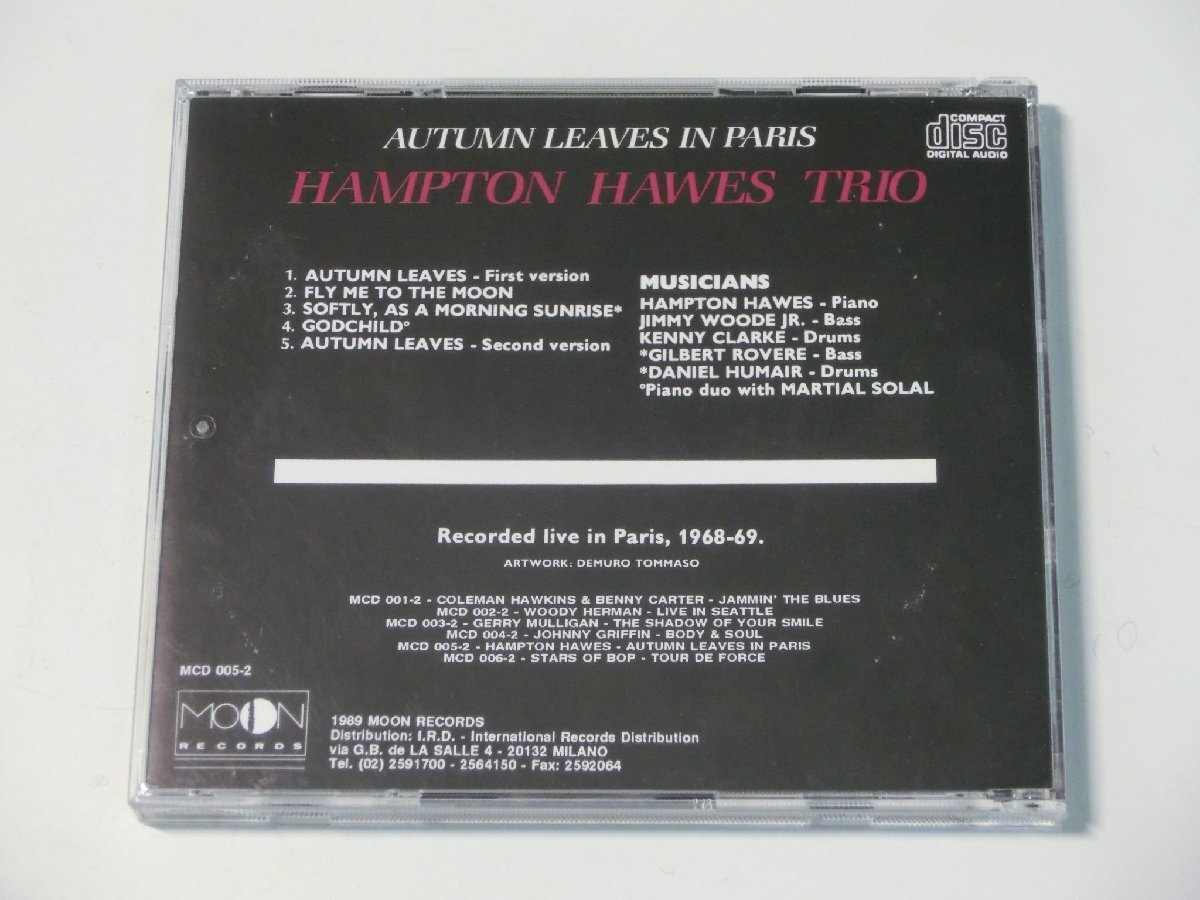 AUTUMN LEAVES IN PARIS
COMPACT
disc
DIGITAL AUDIO
HAMPTON HAWES TRIO
1. AUTUMN LEAVES - First version
2. FLY ME TO THE MOON
3. SOFTLY, AS A MORNING SUNRISE*
4. GODCHILD°
5. AUTUMN LEAVES - Second version
MUSICIANS
HAMPTON HAWES - Piano
JIMMY WOODE JR. - Bass
KENNY CLARKE - Drums
*GILBERT ROVERE - Bass
*DANIEL HUMAIR - Drums
°Piano duo with MARTIAL SOLAL
Recorded live in Paris, 1968-69.
ARTWORK: DEMURO TOMMASO
MCD 001-2 - COLEMAN HAWKINS & BENNY CARTER - JAMMIN' THE BLUES
MCD 002-2 - WOODY HERMAN - LIVE IN SEATTLE
MCD 003-2 - GERRY MULLIGAN - THE SHADOW OF YOUR SMILE
MCD 004-2 - JOHNNY GRIFFIN - BODY & SOUL
MCD 005-2 - HAMPTON HAWES - AUTUMN LEAVES IN PARIS
MCD 006-2 - STARS OF BOP - TOUR DE FORCE
MCD 005-2
MOON
RECORDS
1989 MOON RECORDS
Distribution: I.R.D. - International Records Distribution
via G.B. de LA SALLE 4 - 20132 MILANO
Tel. (02) 2591700 - 2564150 - Fax: 2592064